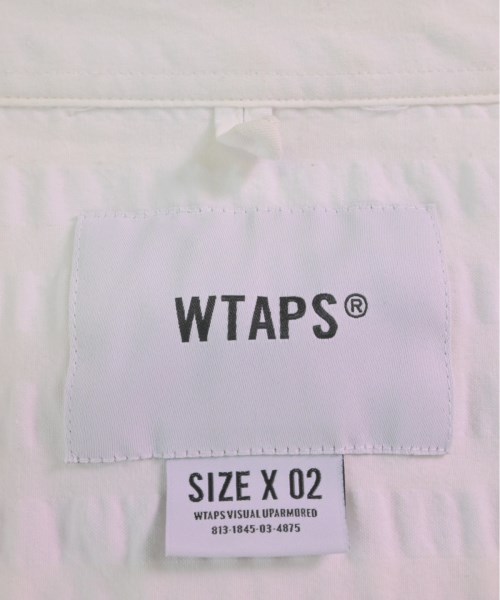 WTAPS®
SIZE X 02
WTAPS VISUAL UPARMORED
813-1845-03-4875